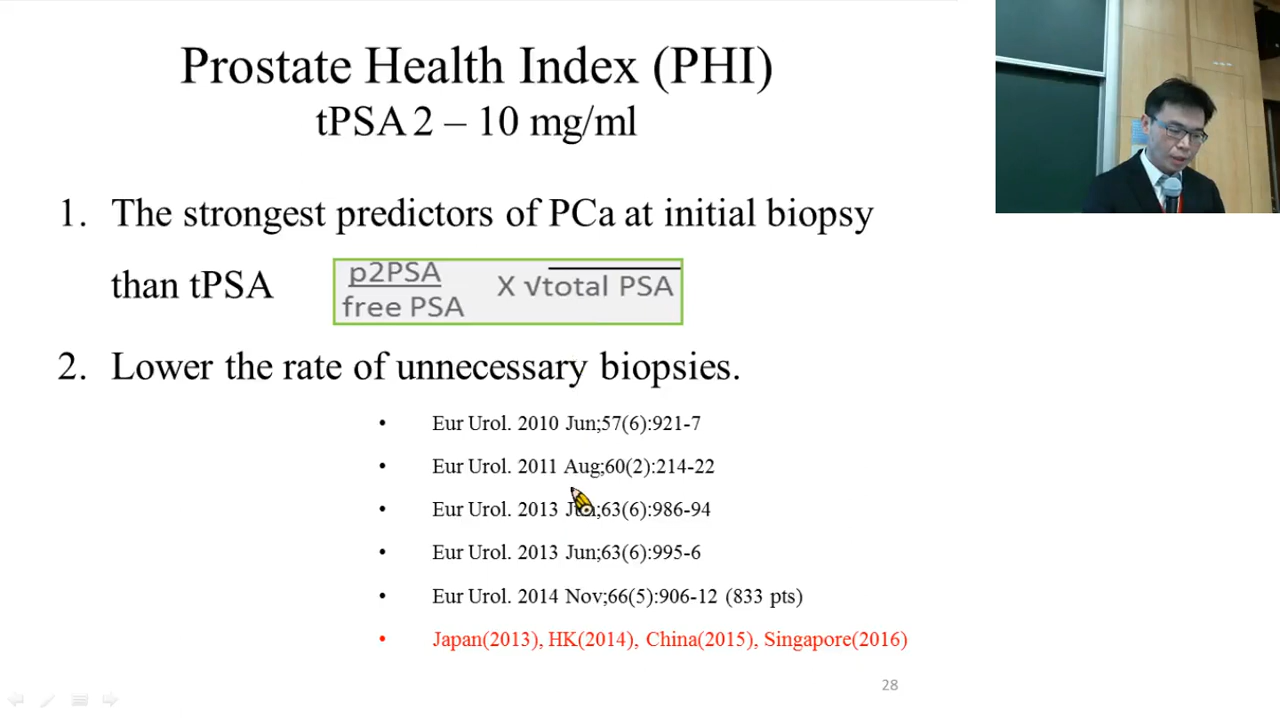 Prostate Health Index (PHI)
tPSA 2 – 10 mg/ml
1. The strongest predictors of PCa at initial biopsy
than tPSA
p2PSA
free PSA
X √total PSA
2. Lower the rate of unnecessary biopsies.
• Eur Urol. 2010 Jun;57(6):921-7
• Eur Urol. 2011 Aug;60(2):214-22
• Eur Urol. 2013 Jun;63(6):986-94
• Eur Urol. 2013 Jun;63(6):995-6
• Eur Urol. 2014 Nov;66(5):906-12 (833 pts)
• Japan(2013), HK(2014), China(2015), Singapore(2016)
28